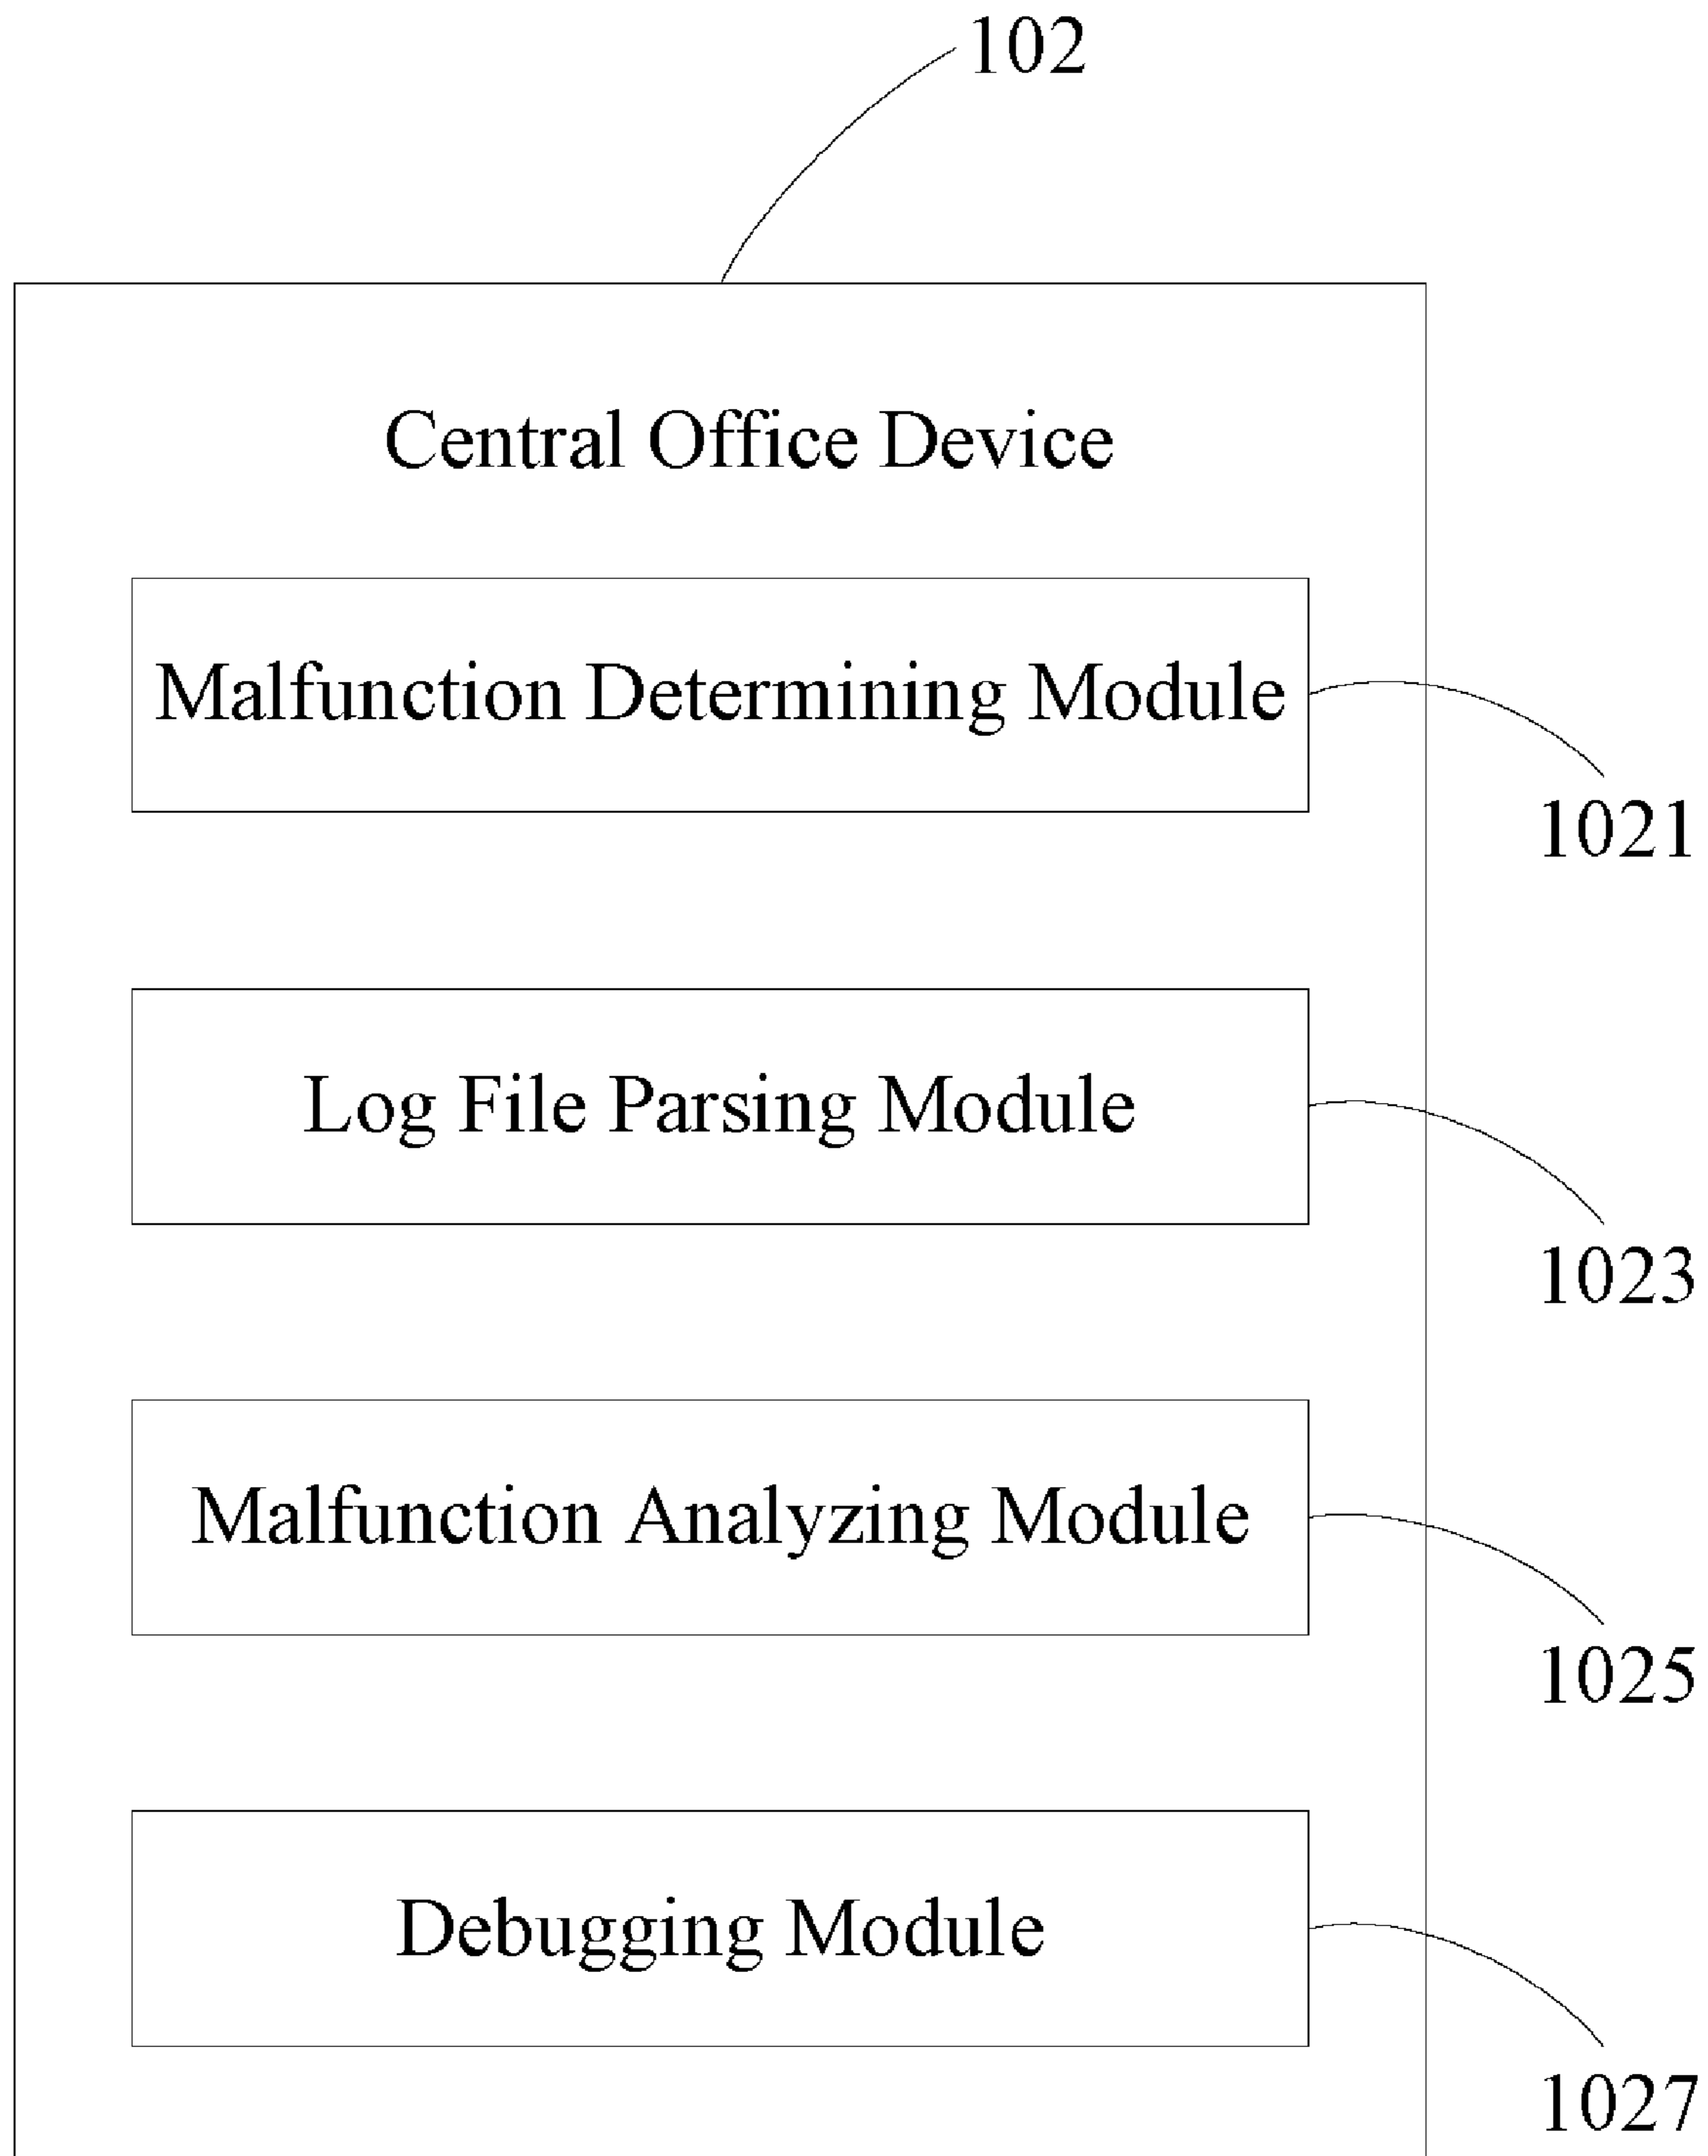 102
Central Office Device
Malfunction Determining Module
1021
Log File Parsing Module
1023
Malfunction Analyzing Module
1025
Debugging Module
1027